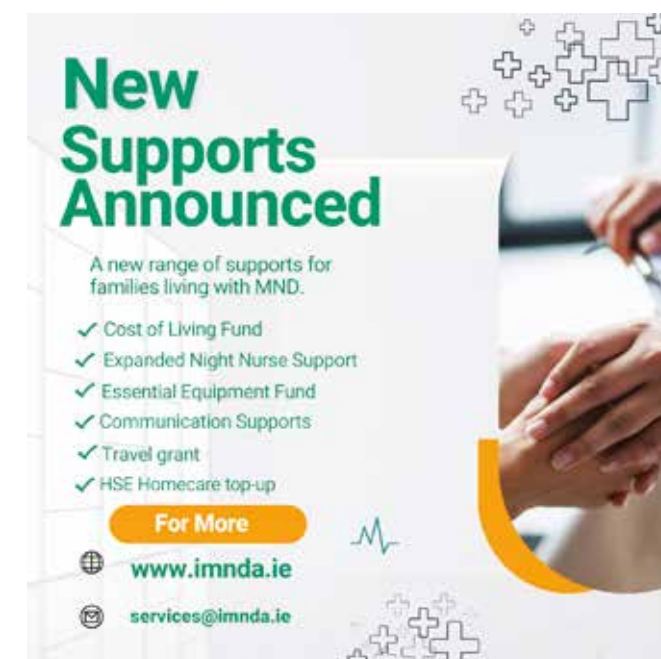 New
Supports
Announced
A new range of supports for
families living with MND.
Cost of Living Fund
Expanded Night Nurse Support
Essential Equipment Fund
Communication Supports
Travel grant
HSE Homecare top-up
For More
www.imnda.ie
services@imnda.ie